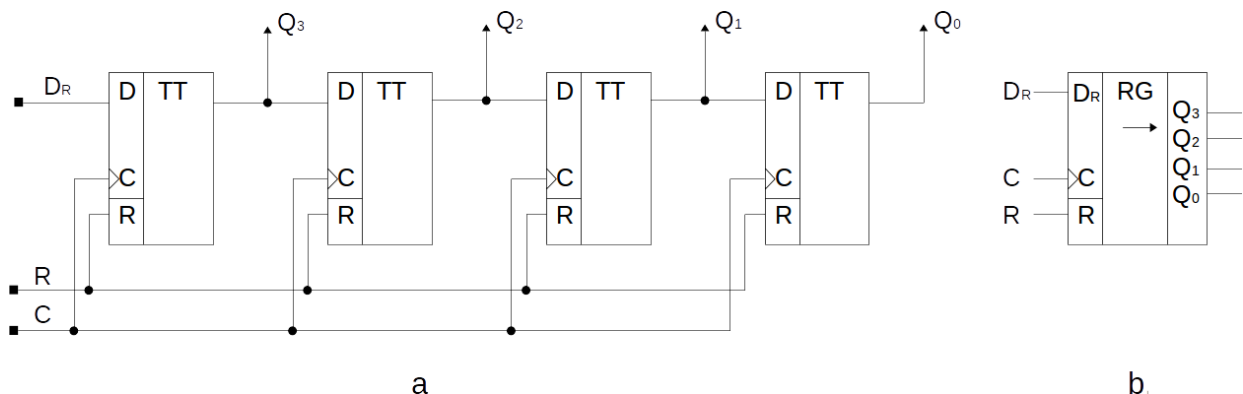 Q3 Q2 Q1 Q0
DR D TT D TT D TT D TT DR DR RG Q3
Q2
C C C C C C Q1
R R R R R R Q0
R
C
a b.